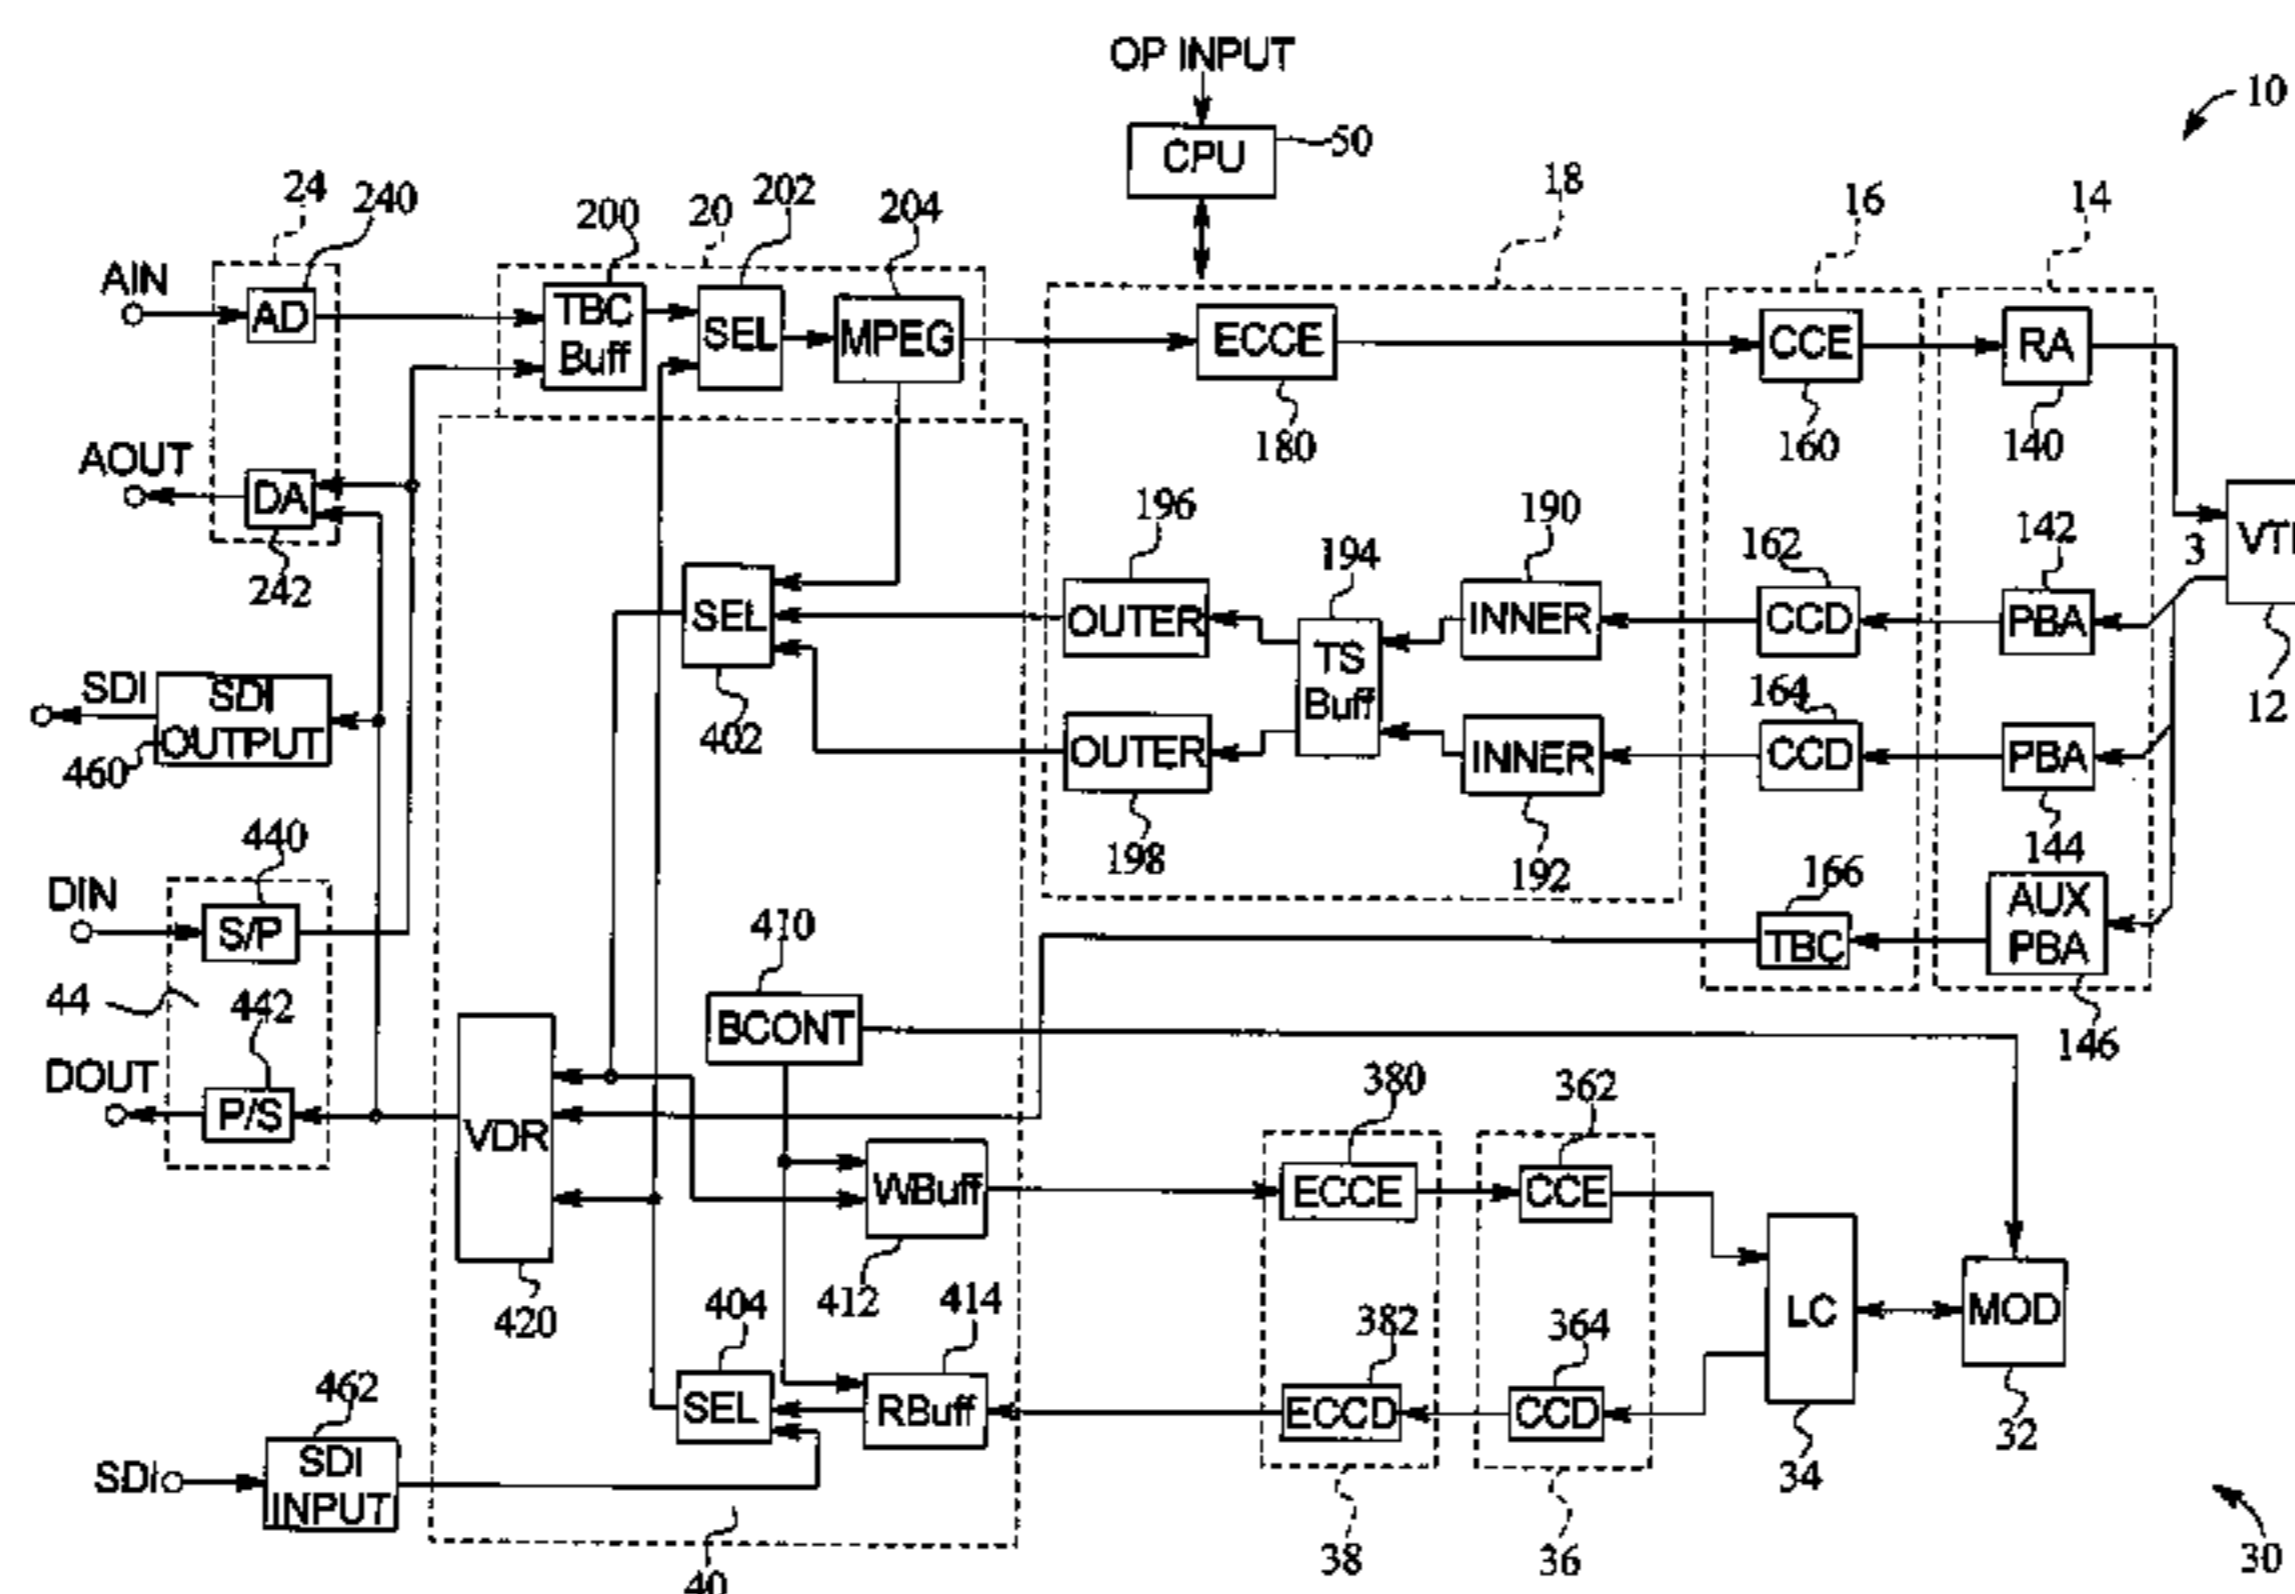 OP INPUT
10
CPU
50
24
240
200
20
202
204
18
16
14
AIN
AD
TBC
Buff
SEL
MPEG
ECCE
CCE
RA
180
160
140
AOUT
DA
242
196
194
190
162
142
3
12
SEL
402
OUTER
TS
Buff
INNER
CCD
PBA
SDI
SDI
OUTPUT
460
164
OUTER
INNER
CCD
PBA
198
192
144
440
DIN
S/P
44
442
DOUT
P/S
410
BCONT
166
TBC
AUX
PBA
146
VDR
420
380
362
WBuff
412
ECCE
CCE
404
414
382
364
LC
34
MOD
32
SEL
RBuff
ECCD
CCD
462
SDI
SDI
INPUT
40
38
36
30